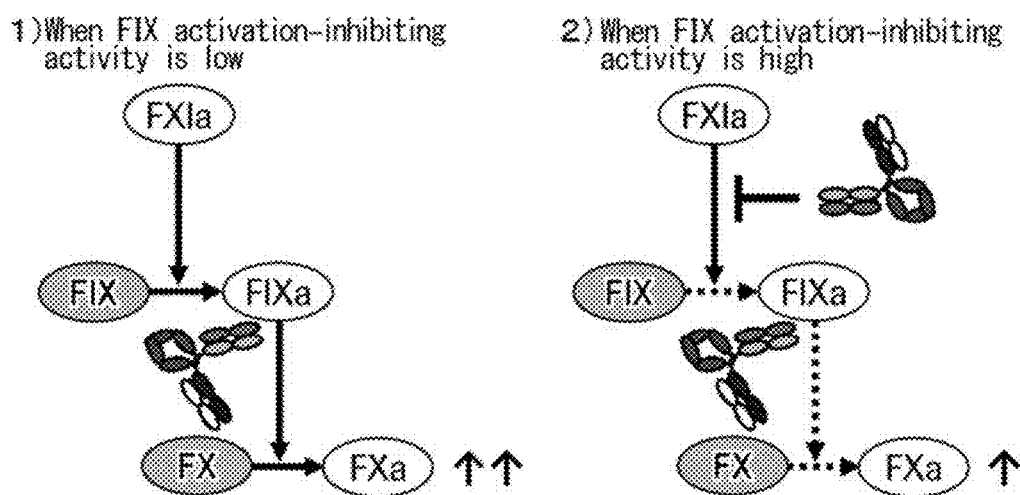 1) When FIX activation-inhibiting
activity is low
FXIa
FIX
FIXa
FX
FXa
2) When FIX activation-inhibiting
activity is high
FXIa
FIX
FIXa
FX
FXa